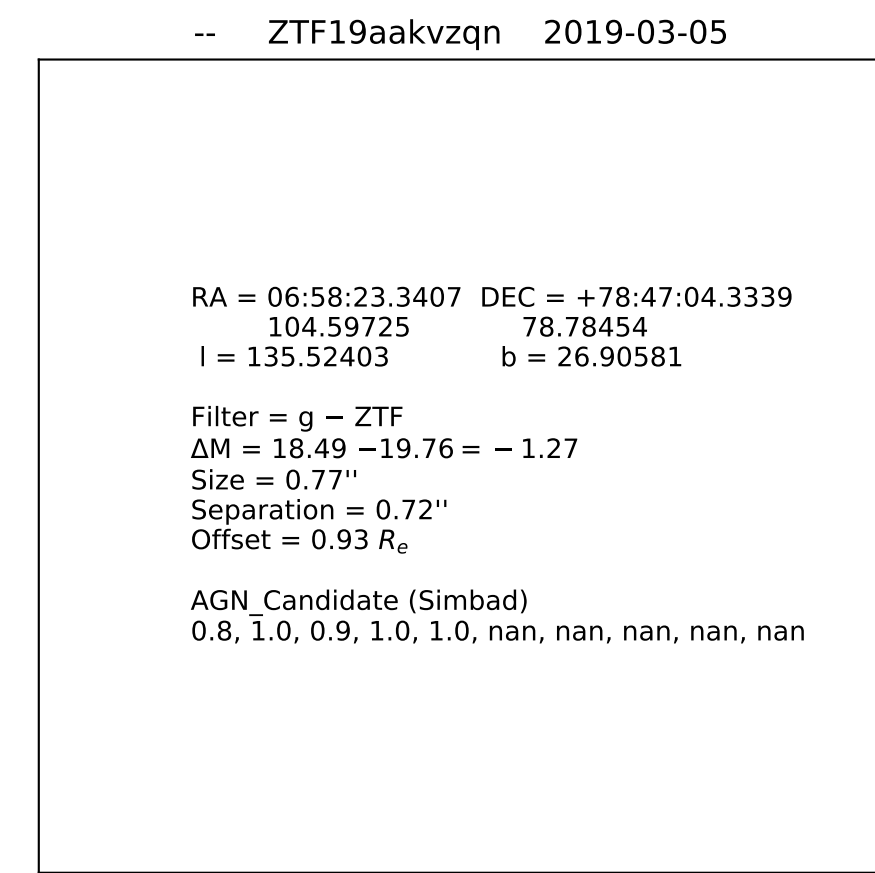 -- ZTF19aakvzqn 2019-03-05
RA = 06:58:23.3407 DEC = +78:47:04.3339
104.59725 78.78454
l = 135.52403 b = 26.90581
Filter = g − ZTF
ΔM = 18.49 −19.76 = − 1.27
Size = 0.77''
Separation = 0.72''
Offset = 0.93 Re
AGN_Candidate (Simbad)
0.8, 1.0, 0.9, 1.0, 1.0, nan, nan, nan, nan, nan